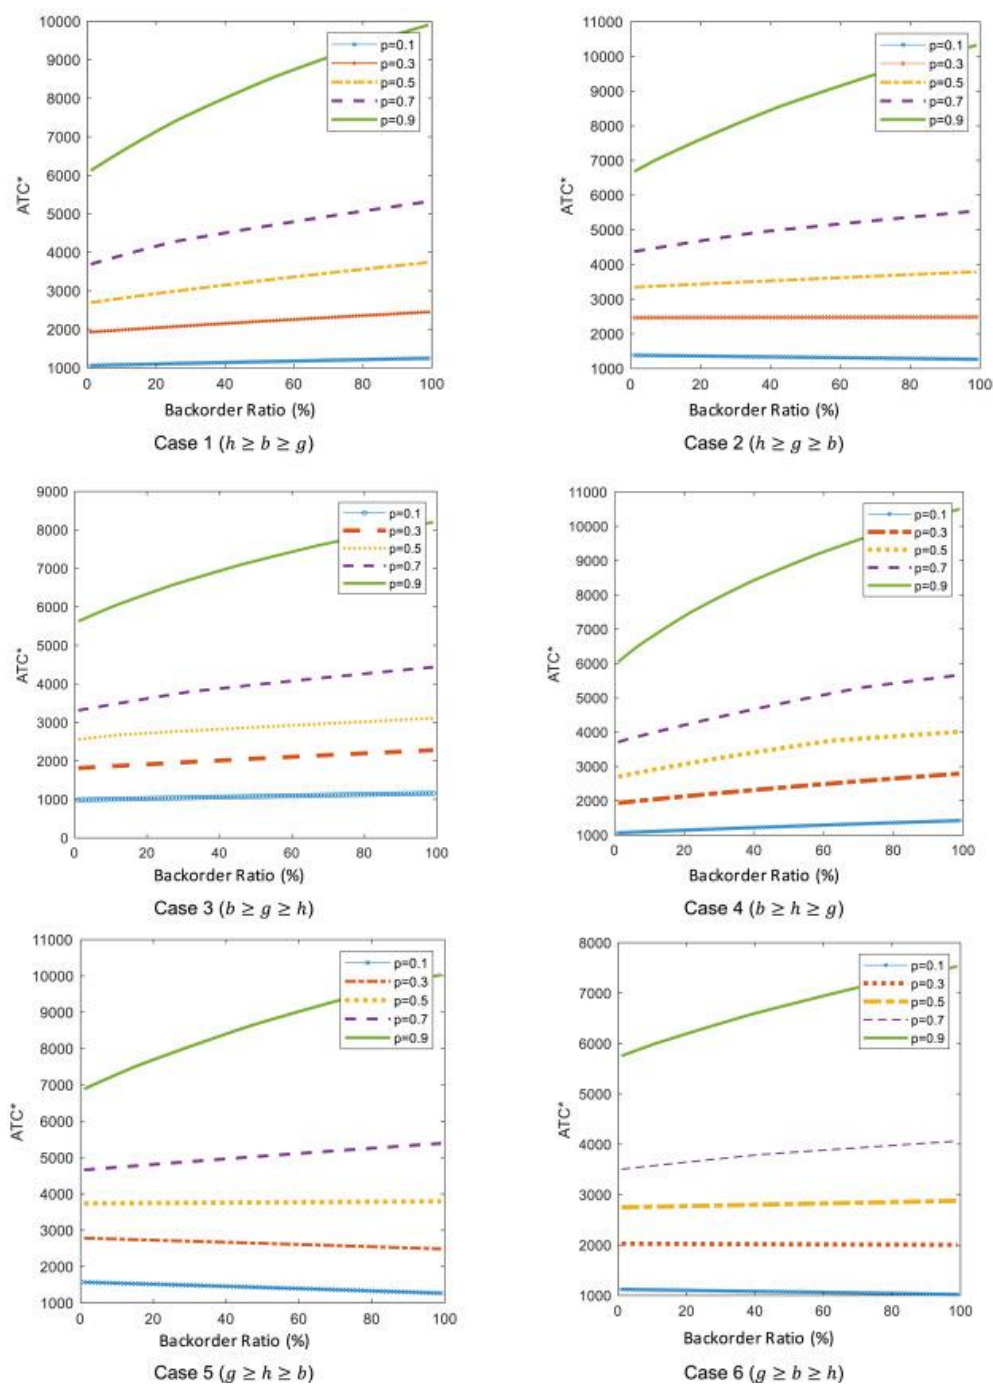 10000
9000
8000
7000
6000
5000
4000
3000
2000
1000
ATC*
p=0.1
p=0.3
p=0.5
p=0.7
p=0.9
0 20 40 60 80 100
Backorder Ratio (%)
Case 1 (h ≥ b ≥ g)
11000
10000
9000
8000
7000
6000
5000
4000
3000
2000
1000
ATC*
p=0.1
p=0.3
p=0.5
p=0.7
p=0.9
0 20 40 60 80 100
Backorder Ratio (%)
Case 2 (h ≥ g ≥ b)
9000
8000
7000
6000
5000
4000
3000
2000
1000
0
ATC*
p=0.1
p=0.3
p=0.5
p=0.7
p=0.9
0 20 40 60 80 100
Backorder Ratio (%)
Case 3 (b ≥ g ≥ h)
11000
10000
9000
8000
7000
6000
5000
4000
3000
2000
1000
ATC*
p=0.1
p=0.3
p=0.5
p=0.7
p=0.9
0 20 40 60 80 100
Backorder Ratio (%)
Case 4 (b ≥ h ≥ g)
11000
10000
9000
8000
7000
6000
5000
4000
3000
2000
1000
ATC*
p=0.1
p=0.3
p=0.5
p=0.7
p=0.9
0 20 40 60 80 100
Backorder Ratio (%)
Case 5 (g ≥ h ≥ b)
8000
7000
6000
5000
4000
3000
2000
1000
ATC*
p=0.1
p=0.3
p=0.5
p=0.7
p=0.9
0 20 40 60 80 100
Backorder Ratio (%)
Case 6 (g ≥ b ≥ h)